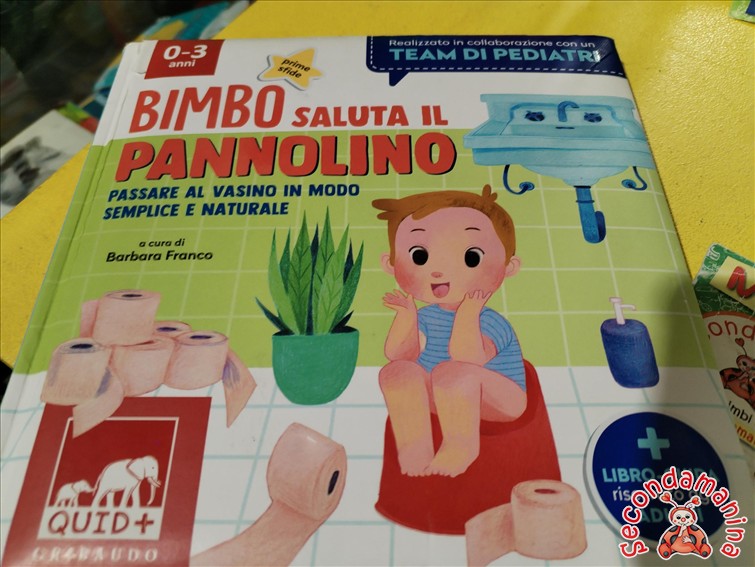 0-3
anni
prime
sfide
Realizzato in collaborazione con un
TEAM DI PEDIATRI
BIMBO SALUTA IL
PANNOLINO
PASSARE AL VASINO IN MODO
SEMPLICE E NATURALE
a cura di
Barbara Franco
+
LIBRO
QUID+
GRIBAUDO
secondamanina